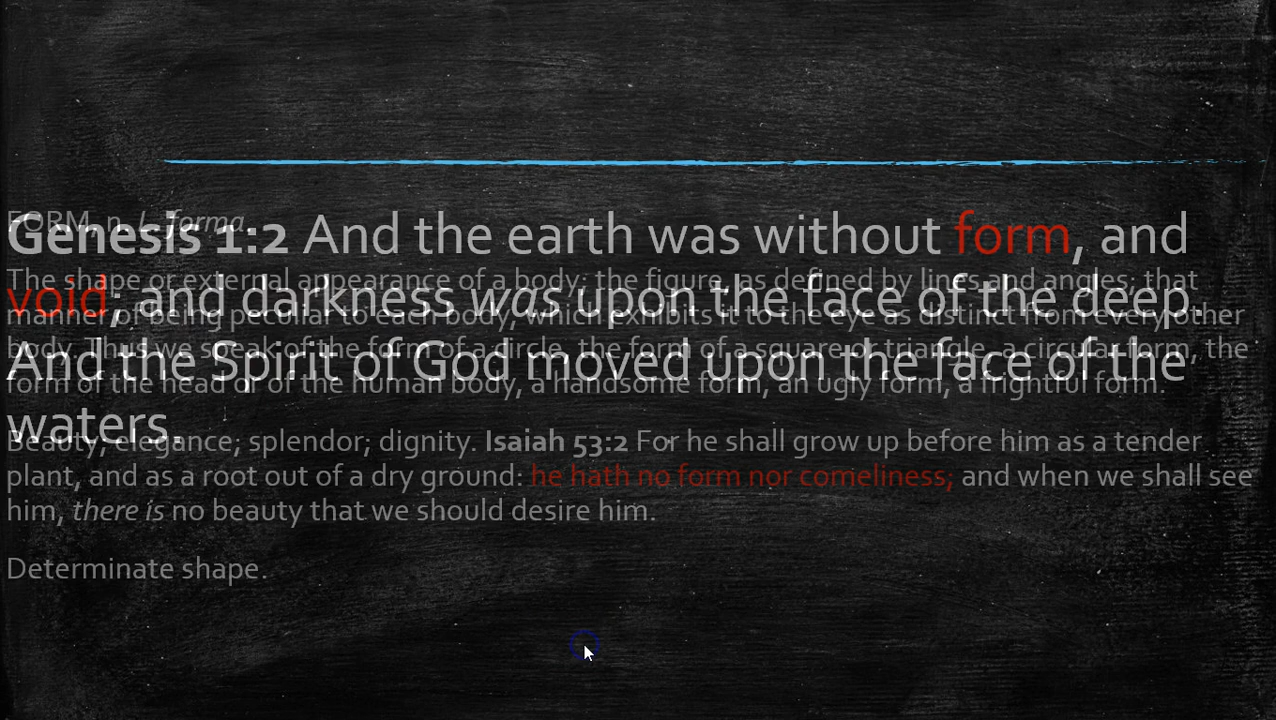 Genesis 1:2 And the earth was without form, and
void; and darkness was upon the face of the deep.
And the Spirit of God moved upon the face of the
waters.
FORM, n. L. forma.
The shape or external appearance of a body; the figure, as defined by lines and angles; that
manner of being peculiar to each body, which exhibits it to the eye as distinct from every other
body. Thus we speak of the form of a circle, the form of a square or triangle, a circular form, the
form of the head or of the human body, a handsome form, an ugly form, a frightful form.
Beauty; elegance; splendor; dignity. Isaiah 53:2 For he shall grow up before him as a tender
plant, and as a root out of a dry ground: he hath no form nor comeliness; and when we shall see
him, there is no beauty that we should desire him.
Determinate shape.